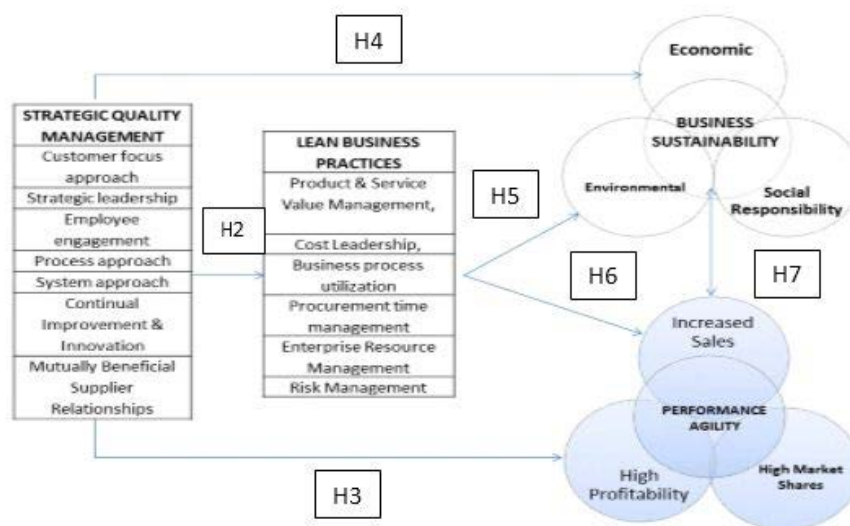 H4
STRATEGIC QUALITY
MANAGEMENT
Customer focus
approach
Strategic leadership
Employee
engagement
Process approach
System approach
Continual
Improvement &
Innovation
Mutually Beneficial
Supplier
Relationships
H2
LEAN BUSINESS
PRACTICES
Product & Service
Value Management,
Cost Leadership,
Business process
utilization
Procurement time
management
Enterprise Resource
Management
Risk Management
H5
H6
H3
Economic
BUSINESS
SUSTAINABILITY
Environmental
Social
Responsibility
H7
Increased
Sales
PERFORMANCE
AGILITY
High
Profitability
High Market
Shares